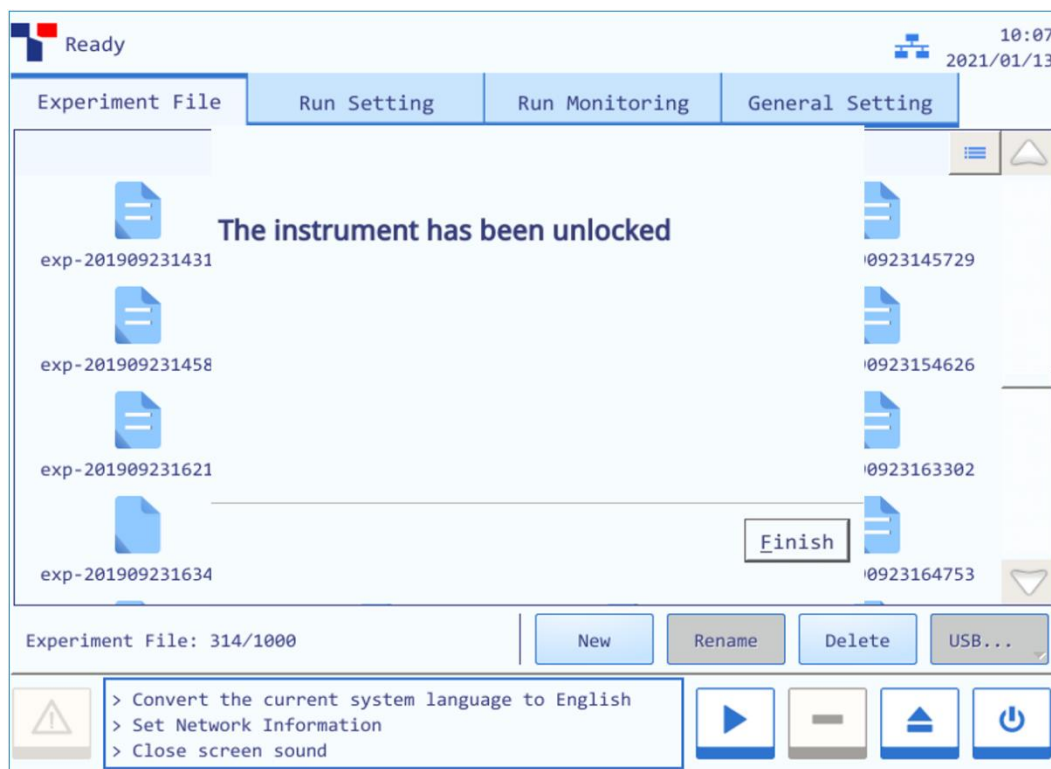 Ready
10:07
2021/01/13
Experiment File
Run Setting
Run Monitoring
General Setting
The instrument has been unlocked
exp-201909231431
0923145729
exp-201909231458
0923154626
exp-201909231621
0923163302
exp-201909231634
0923164753
Finish
Experiment File: 314/1000
New
Rename
Delete
USB...
> Convert the current system language to English
> Set Network Information
> Close screen sound